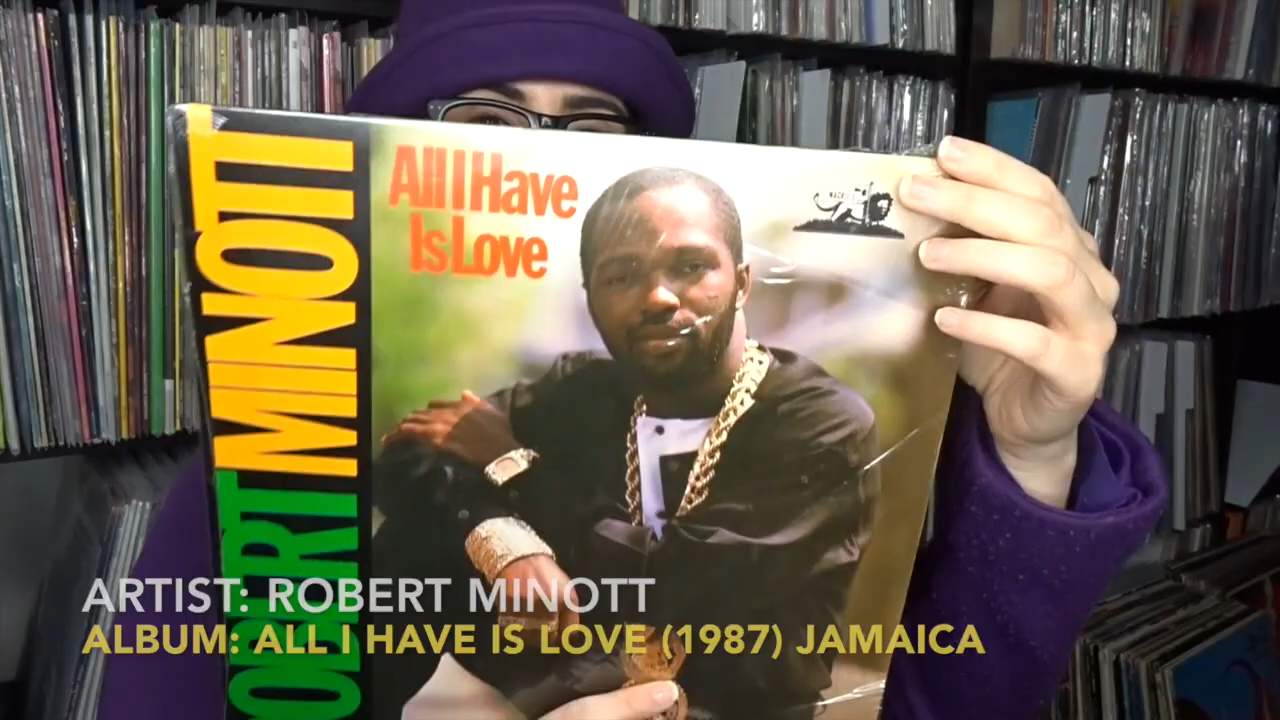 All I Have
Is Love
OBERT MINOTT
ARTIST: ROBERT MINOTT
ALBUM: ALL I HAVE IS LOVE (1987) JAMAICA